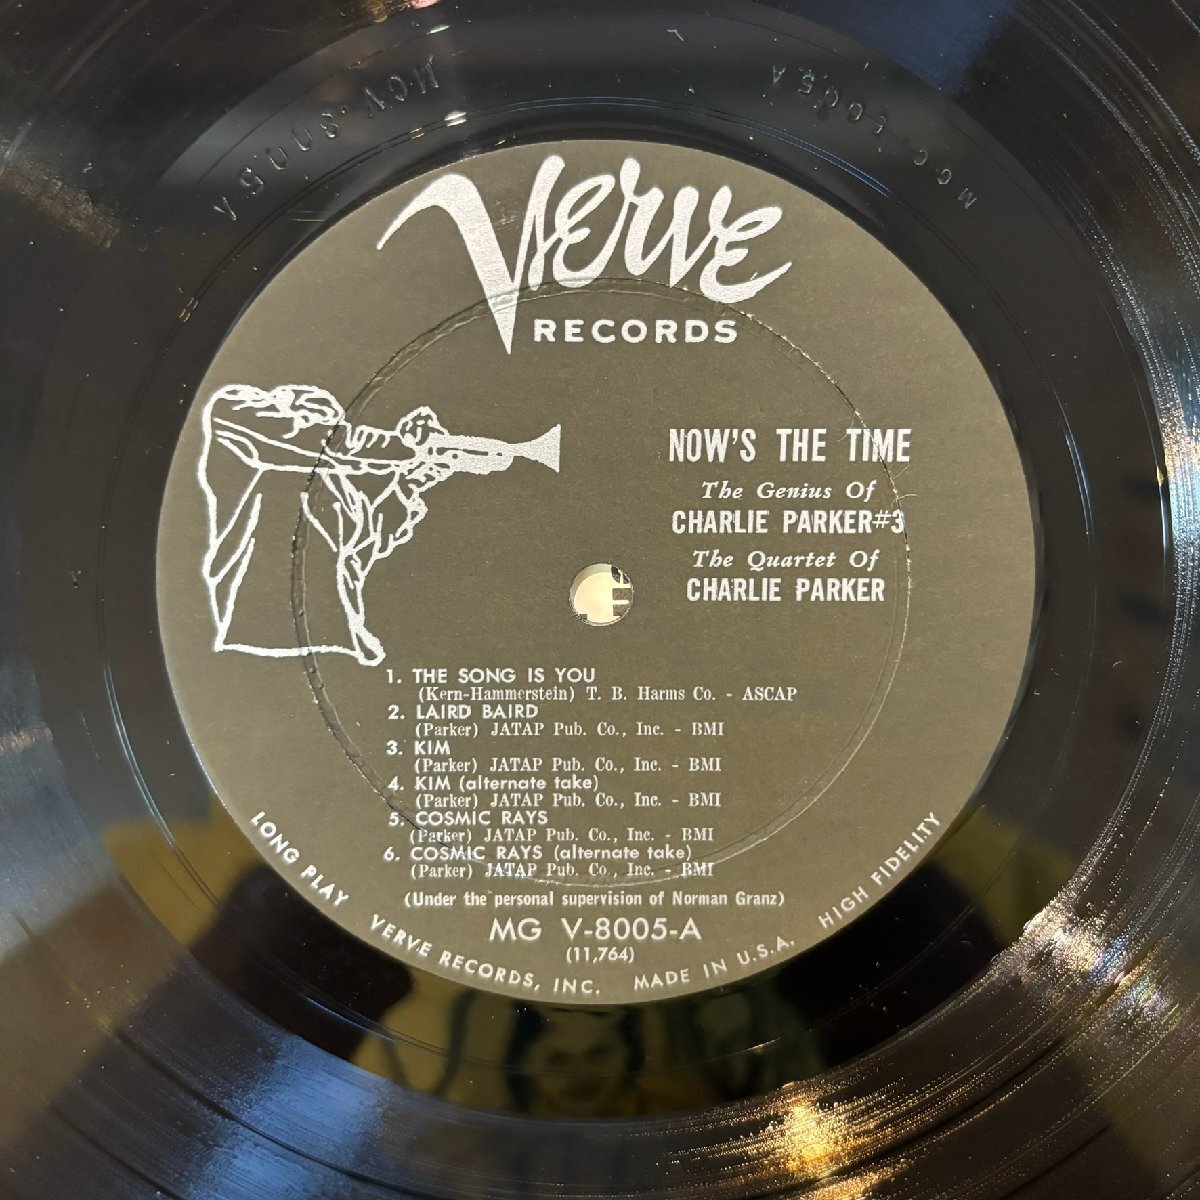 Verve
RECORDS
NOW'S THE TIME
The Genius Of
CHARLIE PARKER#3
The Quartet Of
CHARLIE PARKER
1. THE SONG IS YOU
(Kern-Hammerstein) T. B. Harms Co. - ASCAP
2. LAIRD BAIRD
(Parker) JATAP Pub. Co., Inc. - BMI
3. KIM
(Parker) JATAP Pub. Co., Inc. - BMI
4. KIM (alternate take)
(Parker) JATAP Pub. Co., Inc. - BMI
5. COSMIC RAYS
(Parker) JATAP Pub. Co., Inc. - BMI
6. COSMIC RAYS (alternate take)
(Parker) JATAP Pub. Co., Inc. - BMI
(Under the personal supervision of Norman Granz)
MG V-8005-A
(11,764)
LONG PLAY VERVE RECORDS, INC. MADE IN U.S.A. HIGH FIDELITY